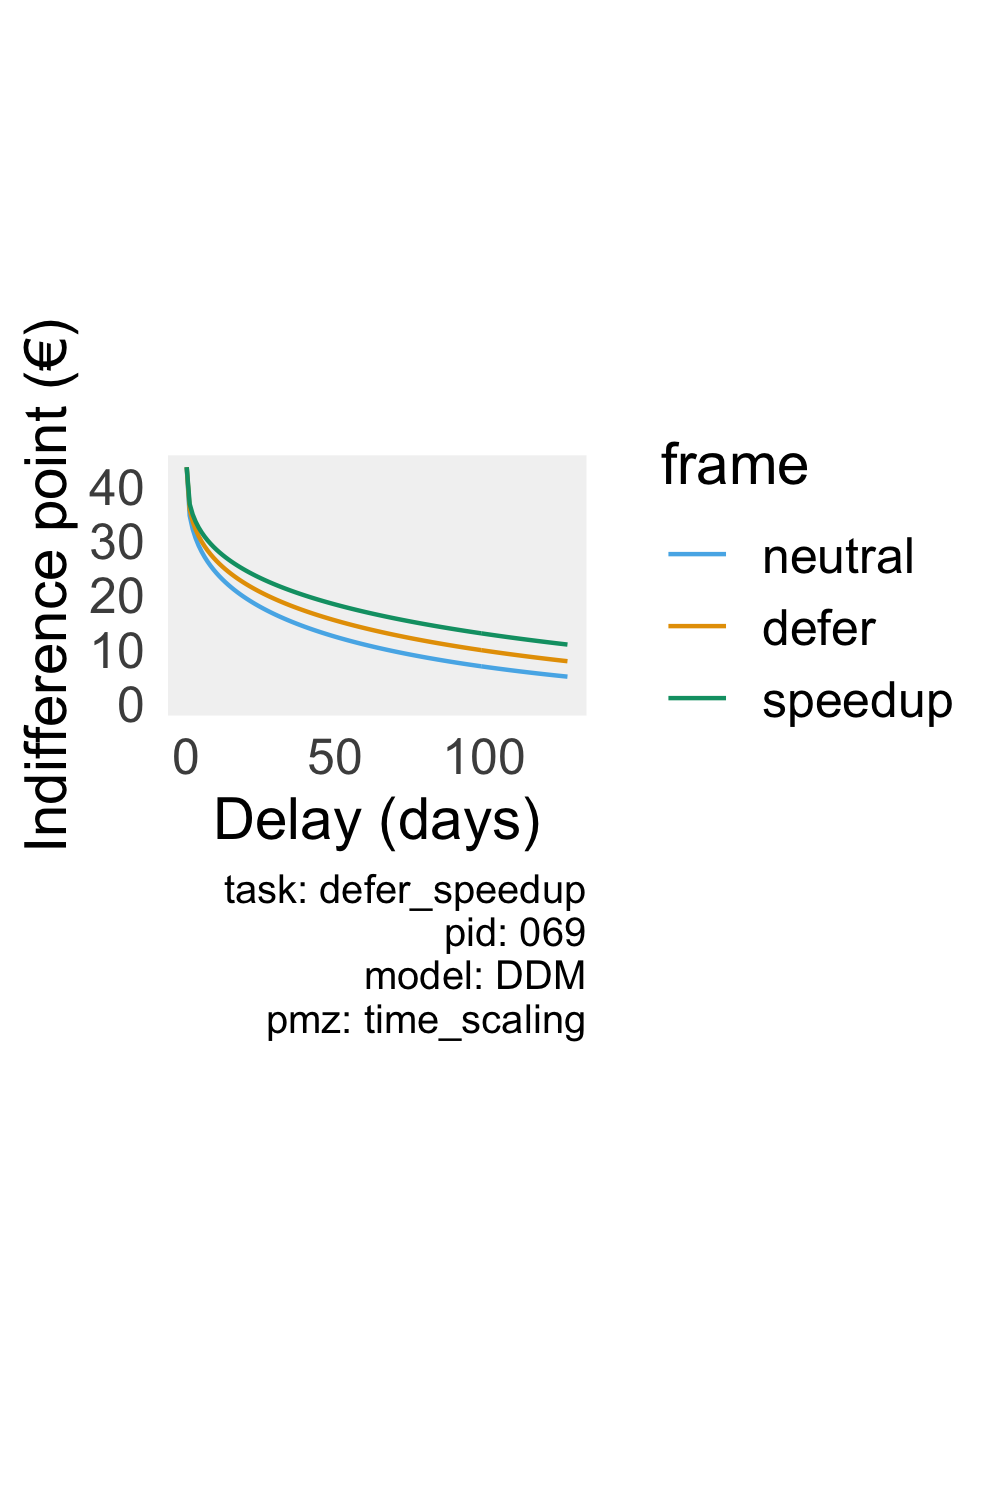 Indifference point (€)
40
30
20
10
0
0 50 100
Delay (days)
frame
neutral
defer
speedup
task: defer_speedup
pid: 069
model: DDM
pmz: time_scaling